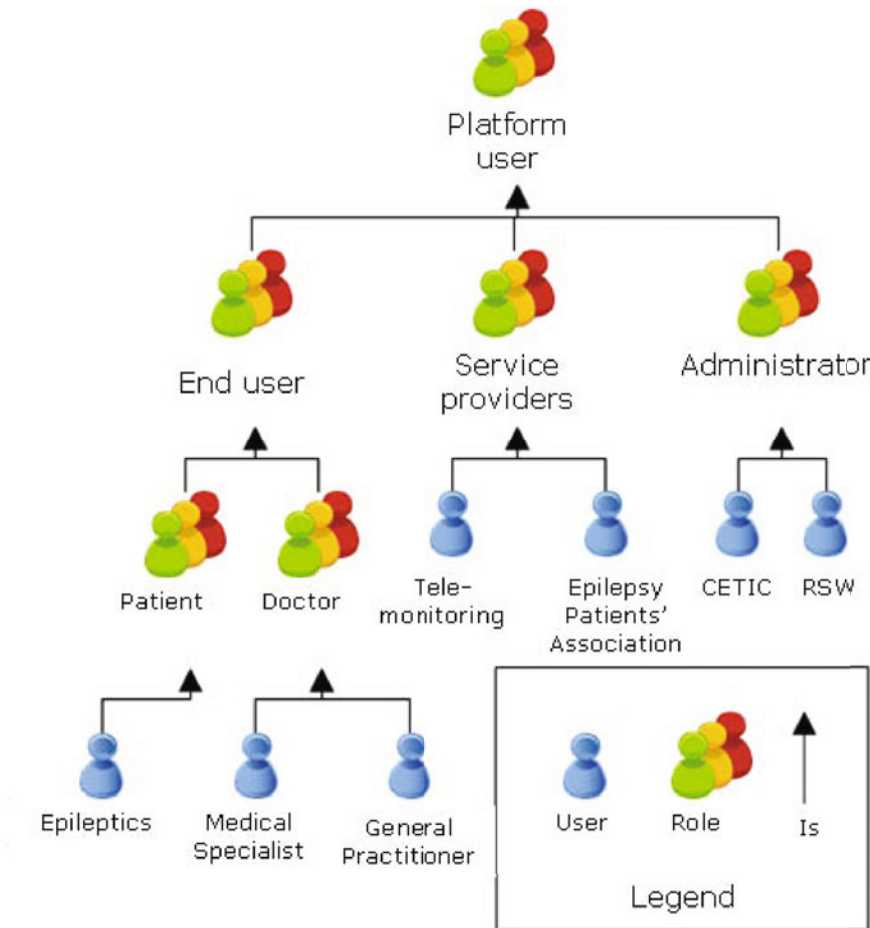 Platform
user
End user
Service
providers
Administrator
Patient
Doctor
Tele-
monitoring
Epilepsy
Patients’
Association
CETIC
RSW
Epileptics
Medical
Specialist
General
Practitioner
User
Role
Is
Legend